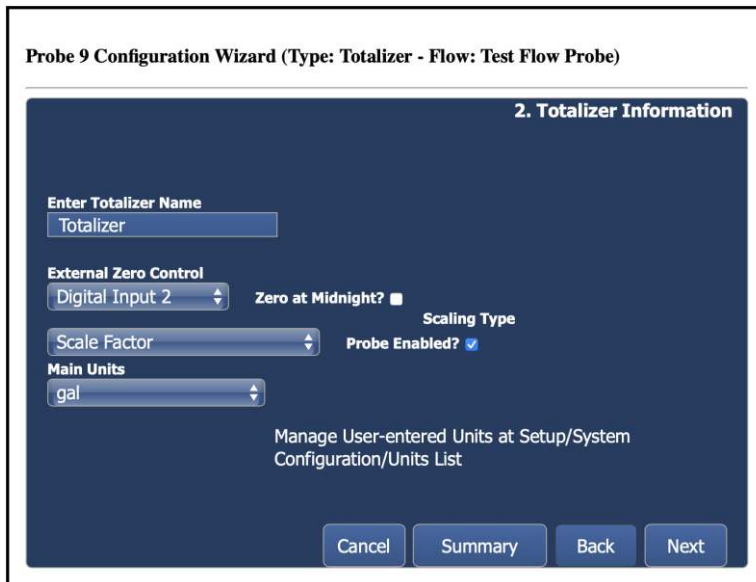 Probe 9 Configuration Wizard (Type: Totalizer - Flow: Test Flow Probe)
2. Totalizer Information
Enter Totalizer Name
Totalizer
External Zero Control
Digital Input 2 Zero at Midnight?
Scaling Type
Scale Factor Probe Enabled?
Main Units
gal
Manage User-entered Units at Setup/System
Configuration/Units List
Cancel Summary Back Next